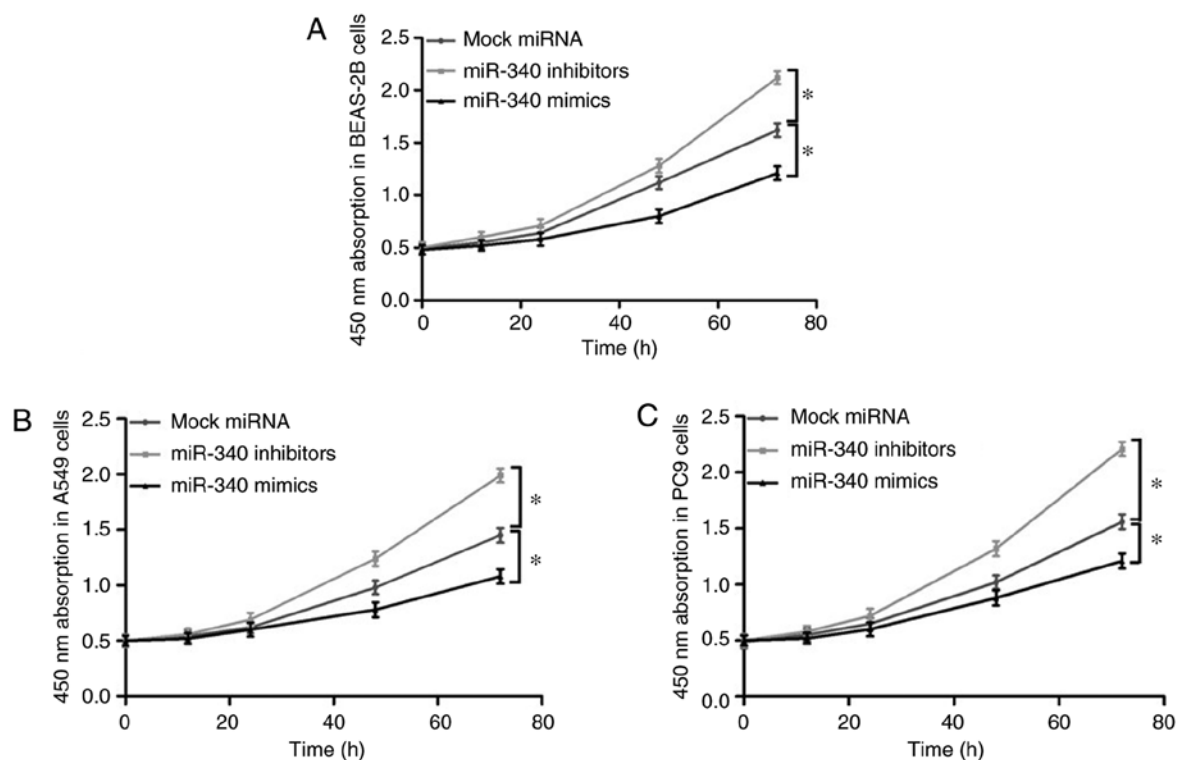 A
450 nm absorption in BEAS-2B cells
2.5
2.0
1.5
1.0
0.5
0.0
Mock miRNA
miR-340 inhibitors
miR-340 mimics
*
*
0 20 40 60 80
Time (h)
B
450 nm absorption in A549 cells
2.5
2.0
1.5
1.0
0.5
0.0
Mock miRNA
miR-340 inhibitors
miR-340 mimics
*
*
0 20 40 60 80
Time (h)
C
450 nm absorption in PC9 cells
2.5
2.0
1.5
1.0
0.5
0.0
Mock miRNA
miR-340 inhibitors
miR-340 mimics
*
*
0 20 40 60 80
Time (h)